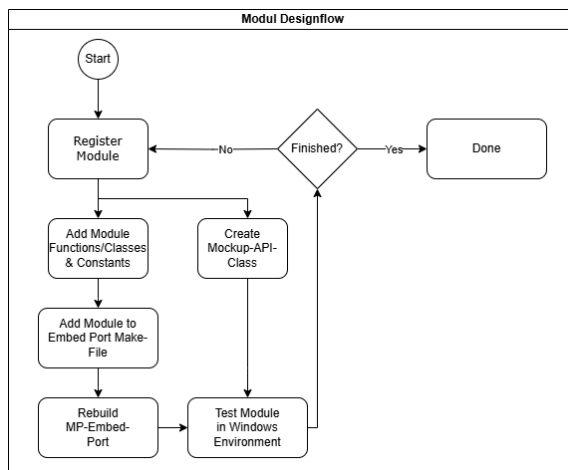 Modul Designflow
Start
Register
Module
No
Finished?
Yes
Done
Add Module
Functions/Classes
& Constants
Create
Mockup-API-
Class
Add Module to
Embed Port Make-
File
Rebuild
MP-Embed-
Port
Test Module
in Windows
Environment